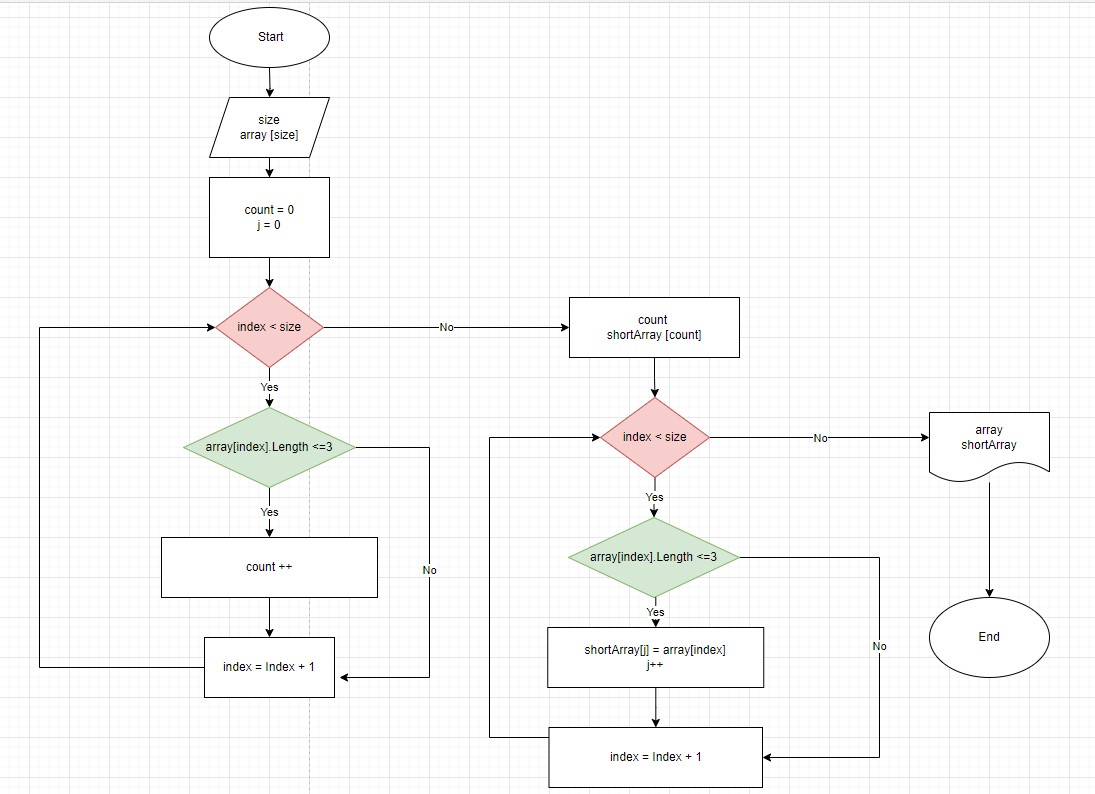 Start
size
array [size]
count = 0
j = 0
index < size
No
Yes
array[index].Length <=3
Yes
No
count ++
index = Index + 1
count
shortArray [count]
index < size
No
Yes
array[index].Length <=3
Yes
No
shortArray[j] = array[index]
j++
index = Index + 1
array
shortArray
End